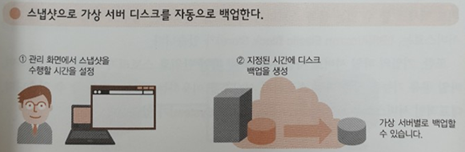 스냅샷으로 가상 서버 디스크를 자동으로 백업한다.
① 관리 화면에서 스냅샷을
수행할 시간을 설정
② 지정된 시간에 디스크
백업을 생성
가상 서버별로 백업할
수 있습니다.